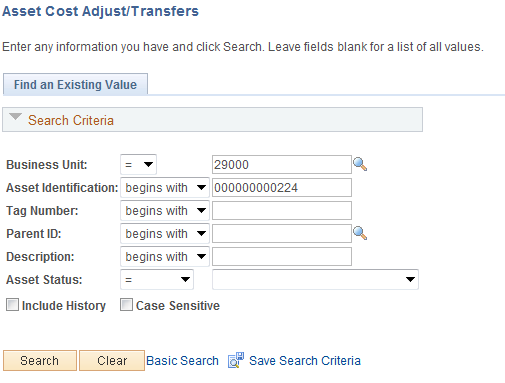 Asset Cost Adjust/Transfers
Enter any information you have and click Search. Leave fields blank for a list of all values.
Find an Existing Value
Search Criteria
Business Unit: = 29000
Asset Identification: begins with 000000000224
Tag Number: begins with
Parent ID: begins with
Description: begins with
Asset Status: =
Include History Case Sensitive
Search Clear Basic Search Save Search Criteria